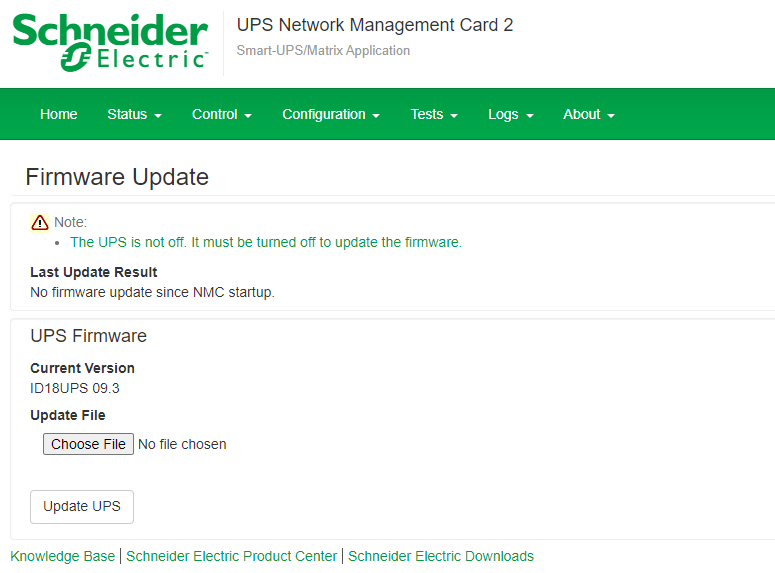 Schneider
Electric
UPS Network Management Card 2
Smart-UPS/Matrix Application
Home Status Control Configuration Tests Logs About
Firmware Update
Note:
• The UPS is not off. It must be turned off to update the firmware.
Last Update Result
No firmware update since NMC startup.
UPS Firmware
Current Version
ID18UPS 09.3
Update File
Choose File No file chosen
Update UPS
Knowledge Base | Schneider Electric Product Center | Schneider Electric Downloads